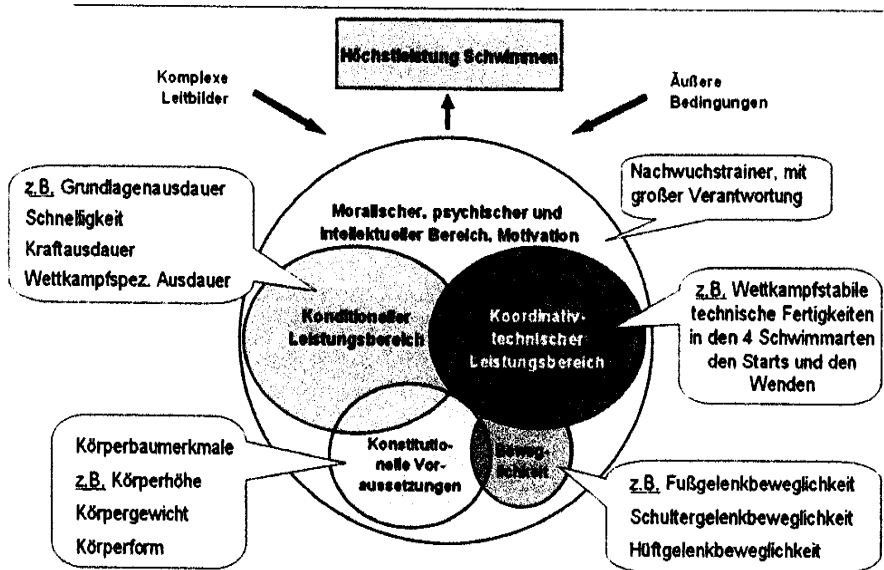 Höchstleistung Schwimmen
Komplexe
Leitbilder
Äußere
Bedingungen
z.B. Grundlagenausdauer
Schnelligkeit
Kraftausdauer
Wettkampfspez. Ausdauer
Moralischer, psychischer und
intellektueller Bereich, Motivation
Nachwuchstrainer, mit
großer Verantwortung
Konditioneller
Leistungsbereich
Koordinativ-
technischer
Leistungsbereich
z.B. Wettkampfstabile
technische Fertigkeiten
in den 4 Schwimmarten
den Starts und den
Wenden
Körperbaumerkmale
z.B. Körperhöhe
Körpergewicht
Körperform
Konstitutio-
nelle Vor-
aussetzungen
Beweg-
lichkeit
z.B. Fußgelenkbeweglichkeit
Schultergelenkbeweglichkeit
Hüftgelenkbeweglichkeit